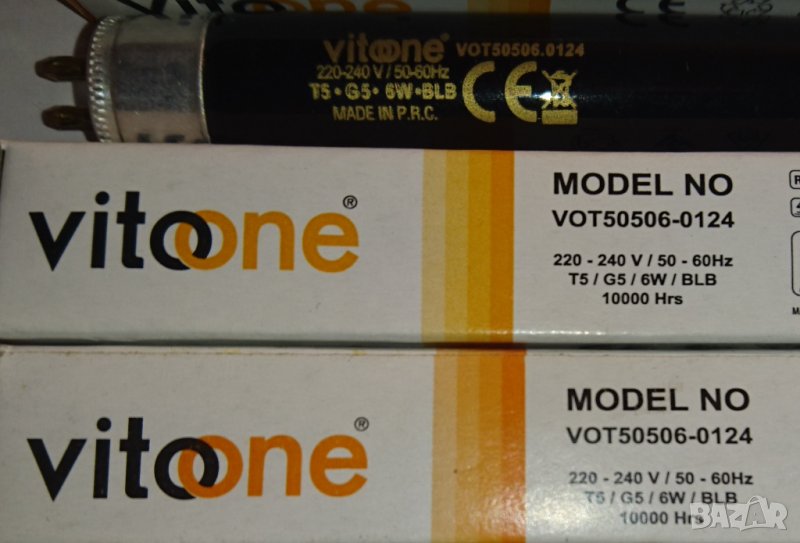 vitoone VOT50506.0124
220-240 V / 50-60Hz
T5 • G5 • 6W • BLB
MADE IN P.R.C.
CE
vitoone®
MODEL NO
VOT50506-0124
220 - 240 V / 50 - 60Hz
T5 / G5 / 6W / BLB
10000 Hrs
vitoone®
MODEL NO
VOT50506-0124
220 - 240 V / 50 - 60Hz
T5 / G5 / 6W / BLB
10000 Hrs
BAZAR